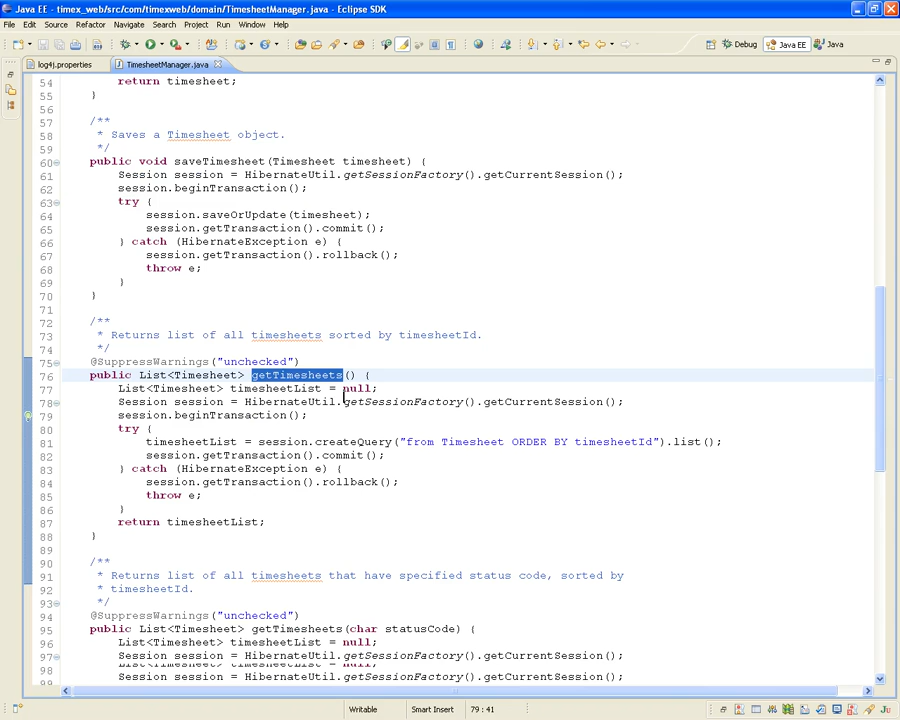 Java EE - timex_web/src/com/timexweb/domain/TimesheetManager.java - Eclipse SDK
File Edit Source Refactor Navigate Search Project Run Window Help
Debug Java EE Java
log4j.properties TimesheetManager.java
54 return timesheet;
55 }
56
57 /**
58 * Saves a Timesheet object.
59 */
60 public void saveTimesheet(Timesheet timesheet) {
61 Session session = HibernateUtil.getSessionFactory().getCurrentSession();
62 session.beginTransaction();
63 try {
64 session.saveOrUpdate(timesheet);
65 session.getTransaction().commit();
66 } catch (HibernateException e) {
67 session.getTransaction().rollback();
68 throw e;
69 }
70 }
71
72 /**
73 * Returns list of all timesheets sorted by timesheetId.
74 */
75 @SuppressWarnings("unchecked")
76 public List<Timesheet> getTimesheets() {
77 List<Timesheet> timesheetList = null;
78 Session session = HibernateUtil.getSessionFactory().getCurrentSession();
79 session.beginTransaction();
80 try {
81 timesheetList = session.createQuery("from Timesheet ORDER BY timesheetId").list();
82 session.getTransaction().commit();
83 } catch (HibernateException e) {
84 session.getTransaction().rollback();
85 throw e;
86 }
87 return timesheetList;
88 }
89
90 /**
91 * Returns list of all timesheets that have specified status code, sorted by
92 * timesheetId.
93 */
94 @SuppressWarnings("unchecked")
95 public List<Timesheet> getTimesheets(char statusCode) {
96 List<Timesheet> timesheetList = null;
97 Session session = HibernateUtil.getSessionFactory().getCurrentSession();
98 Session session = HibernateUtil.getSessionFactory().getCurrentSession();
Writable Smart Insert 79 : 41